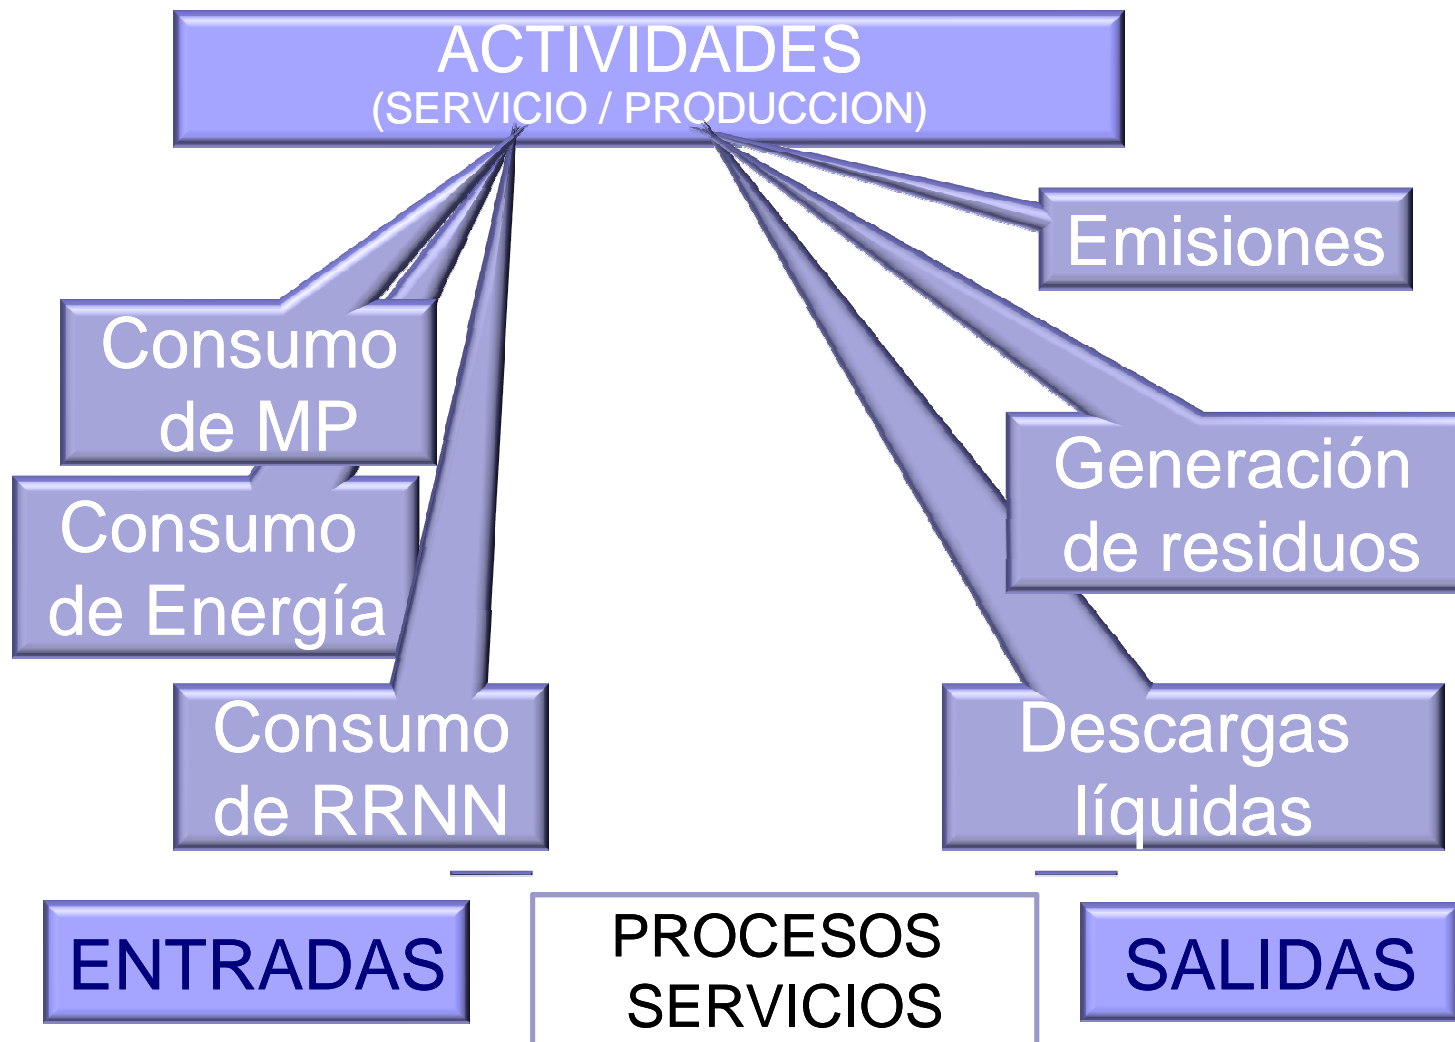 ACTIVIDADES
(SERVICIO / PRODUCCION)
Emisiones
Consumo
de MP
Generación
de residuos
Consumo
de Energía
Consumo
de RRNN
Descargas
líquidas
ENTRADAS
PROCESOS
SERVICIOS
SALIDAS